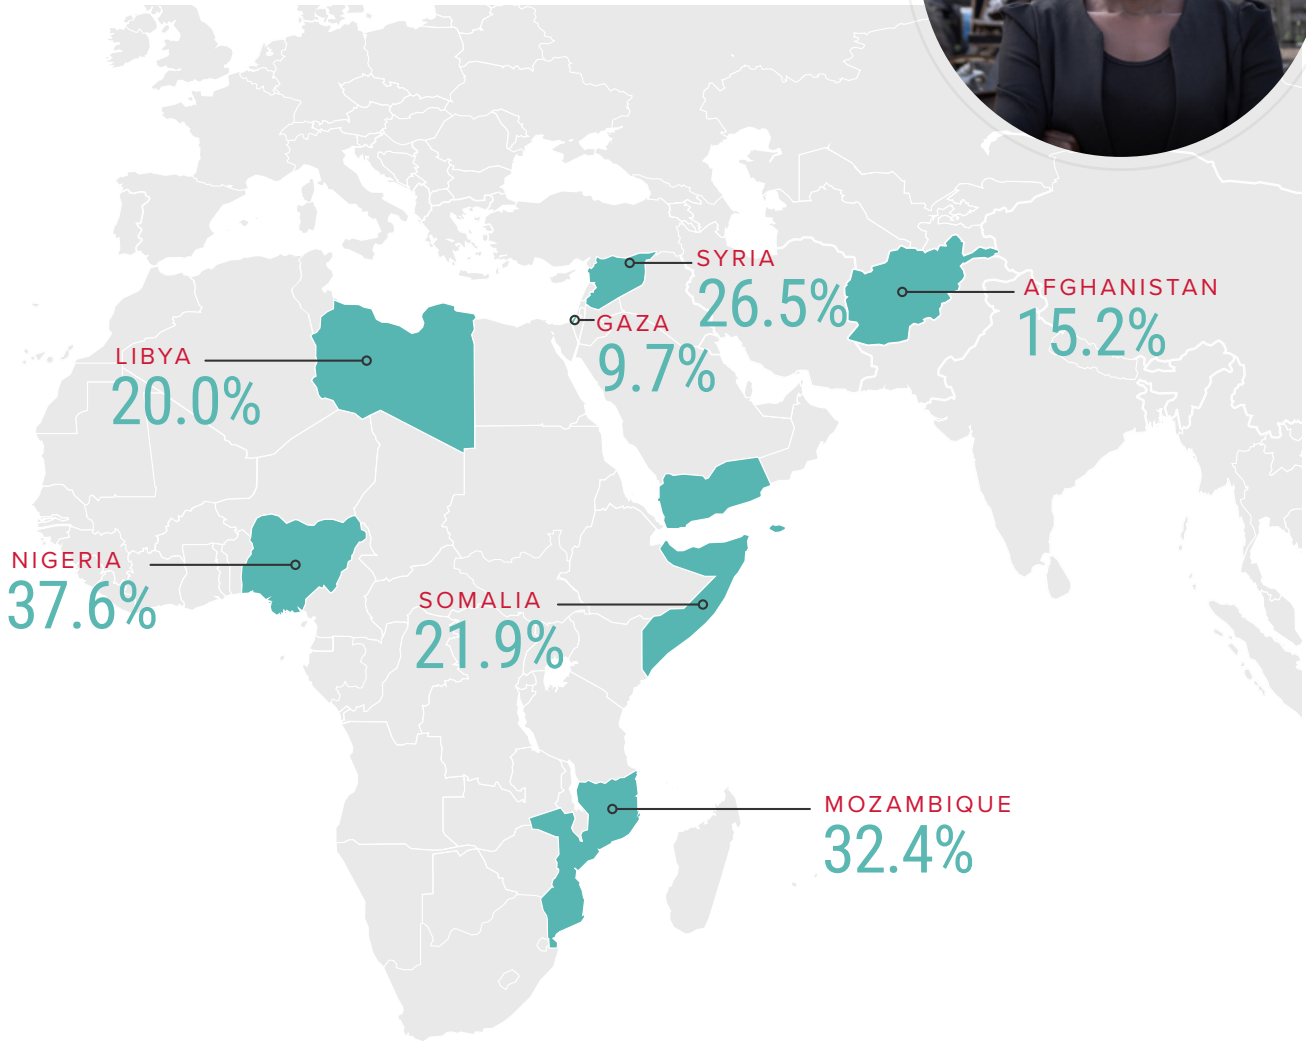 SYRIA
26.5%
AFGHANISTAN
15.2%
GAZA
9.7%
LIBYA
20.0%
NIGERIA
37.6%
SOMALIA
21.9%
MOZAMBIQUE
32.4%